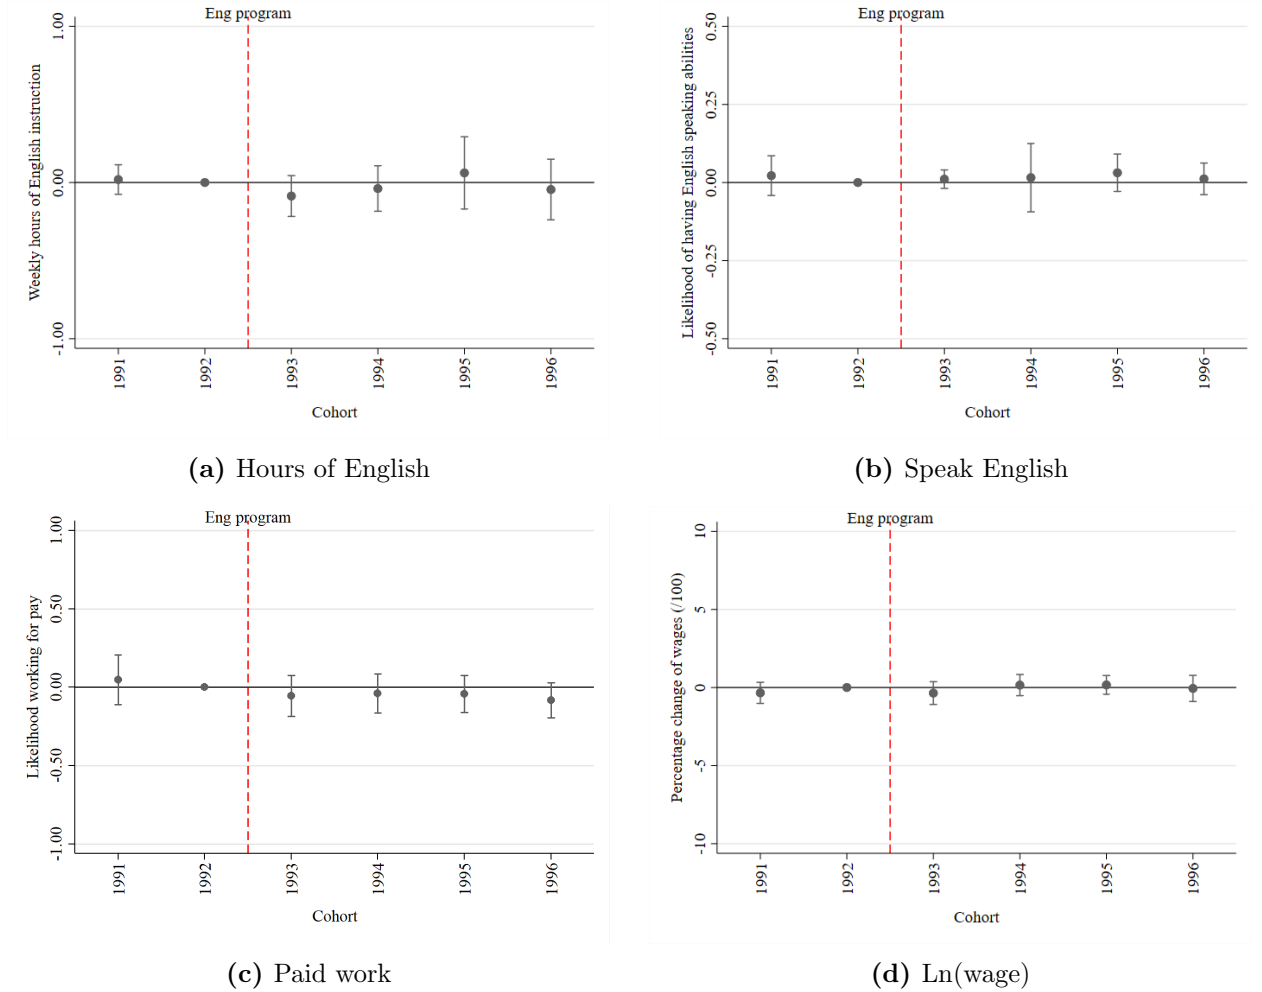 Eng program
Weekly hours of English instruction
1.00
0.00
-1.00
1991 1992 1993 1994 1995 1996
Cohort
(a) Hours of English
Eng program
Likelihood of having English speaking abilities
0.50
0.25
0.00
-0.25
-0.50
1991 1992 1993 1994 1995 1996
Cohort
(b) Speak English
Eng program
Likelihood working for pay
1.00
0.50
0.00
-0.50
-1.00
1991 1992 1993 1994 1995 1996
Cohort
(c) Paid work
Eng program
Percentage change of wages (/100)
10
5
0
-5
-10
1991 1992 1993 1994 1995 1996
Cohort
(d) Ln(wage)